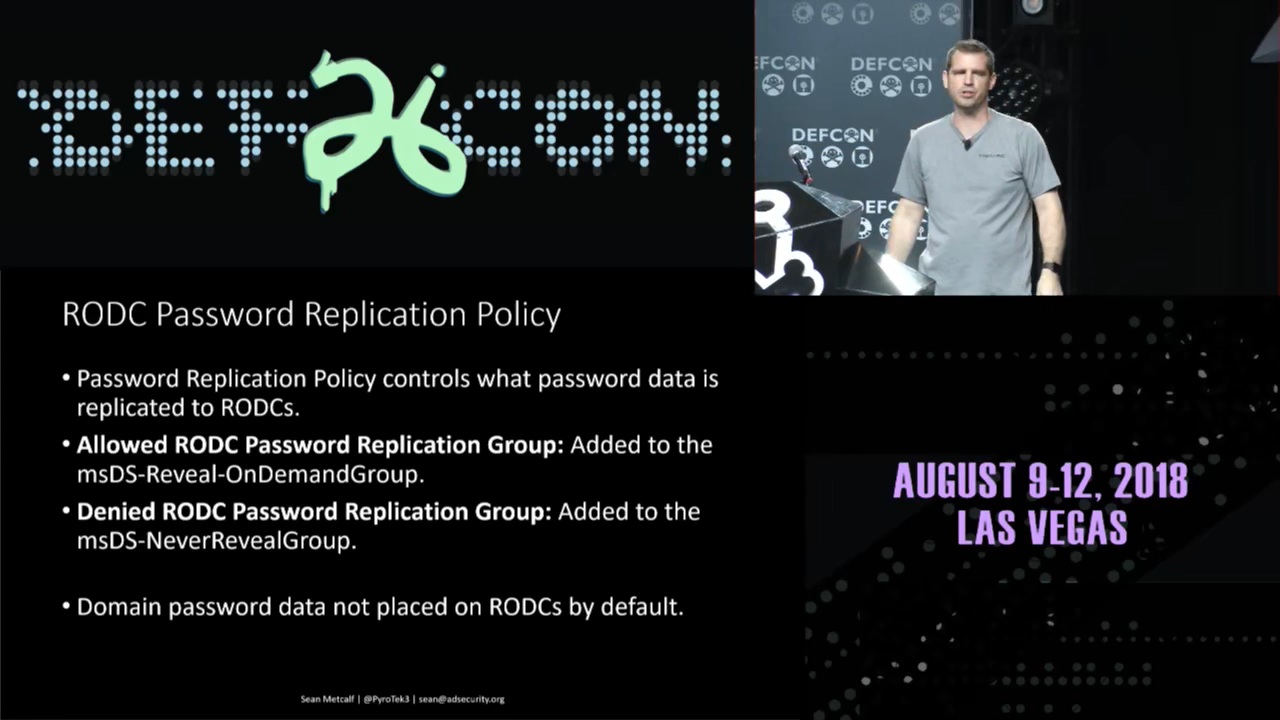 DEF26CON
DEFCON
DEFCON
DEFCON
DEFC
RODC Password Replication Policy
• Password Replication Policy controls what password data is
replicated to RODCs.
• Allowed RODC Password Replication Group: Added to the
msDS-Reveal-OnDemandGroup.
• Denied RODC Password Replication Group: Added to the
msDS-NeverRevealGroup.
• Domain password data not placed on RODCs by default.
Sean Metcalf | @PyroTek3 | sean@adsecurity.org
AUGUST 9-12, 2018
LAS VEGAS